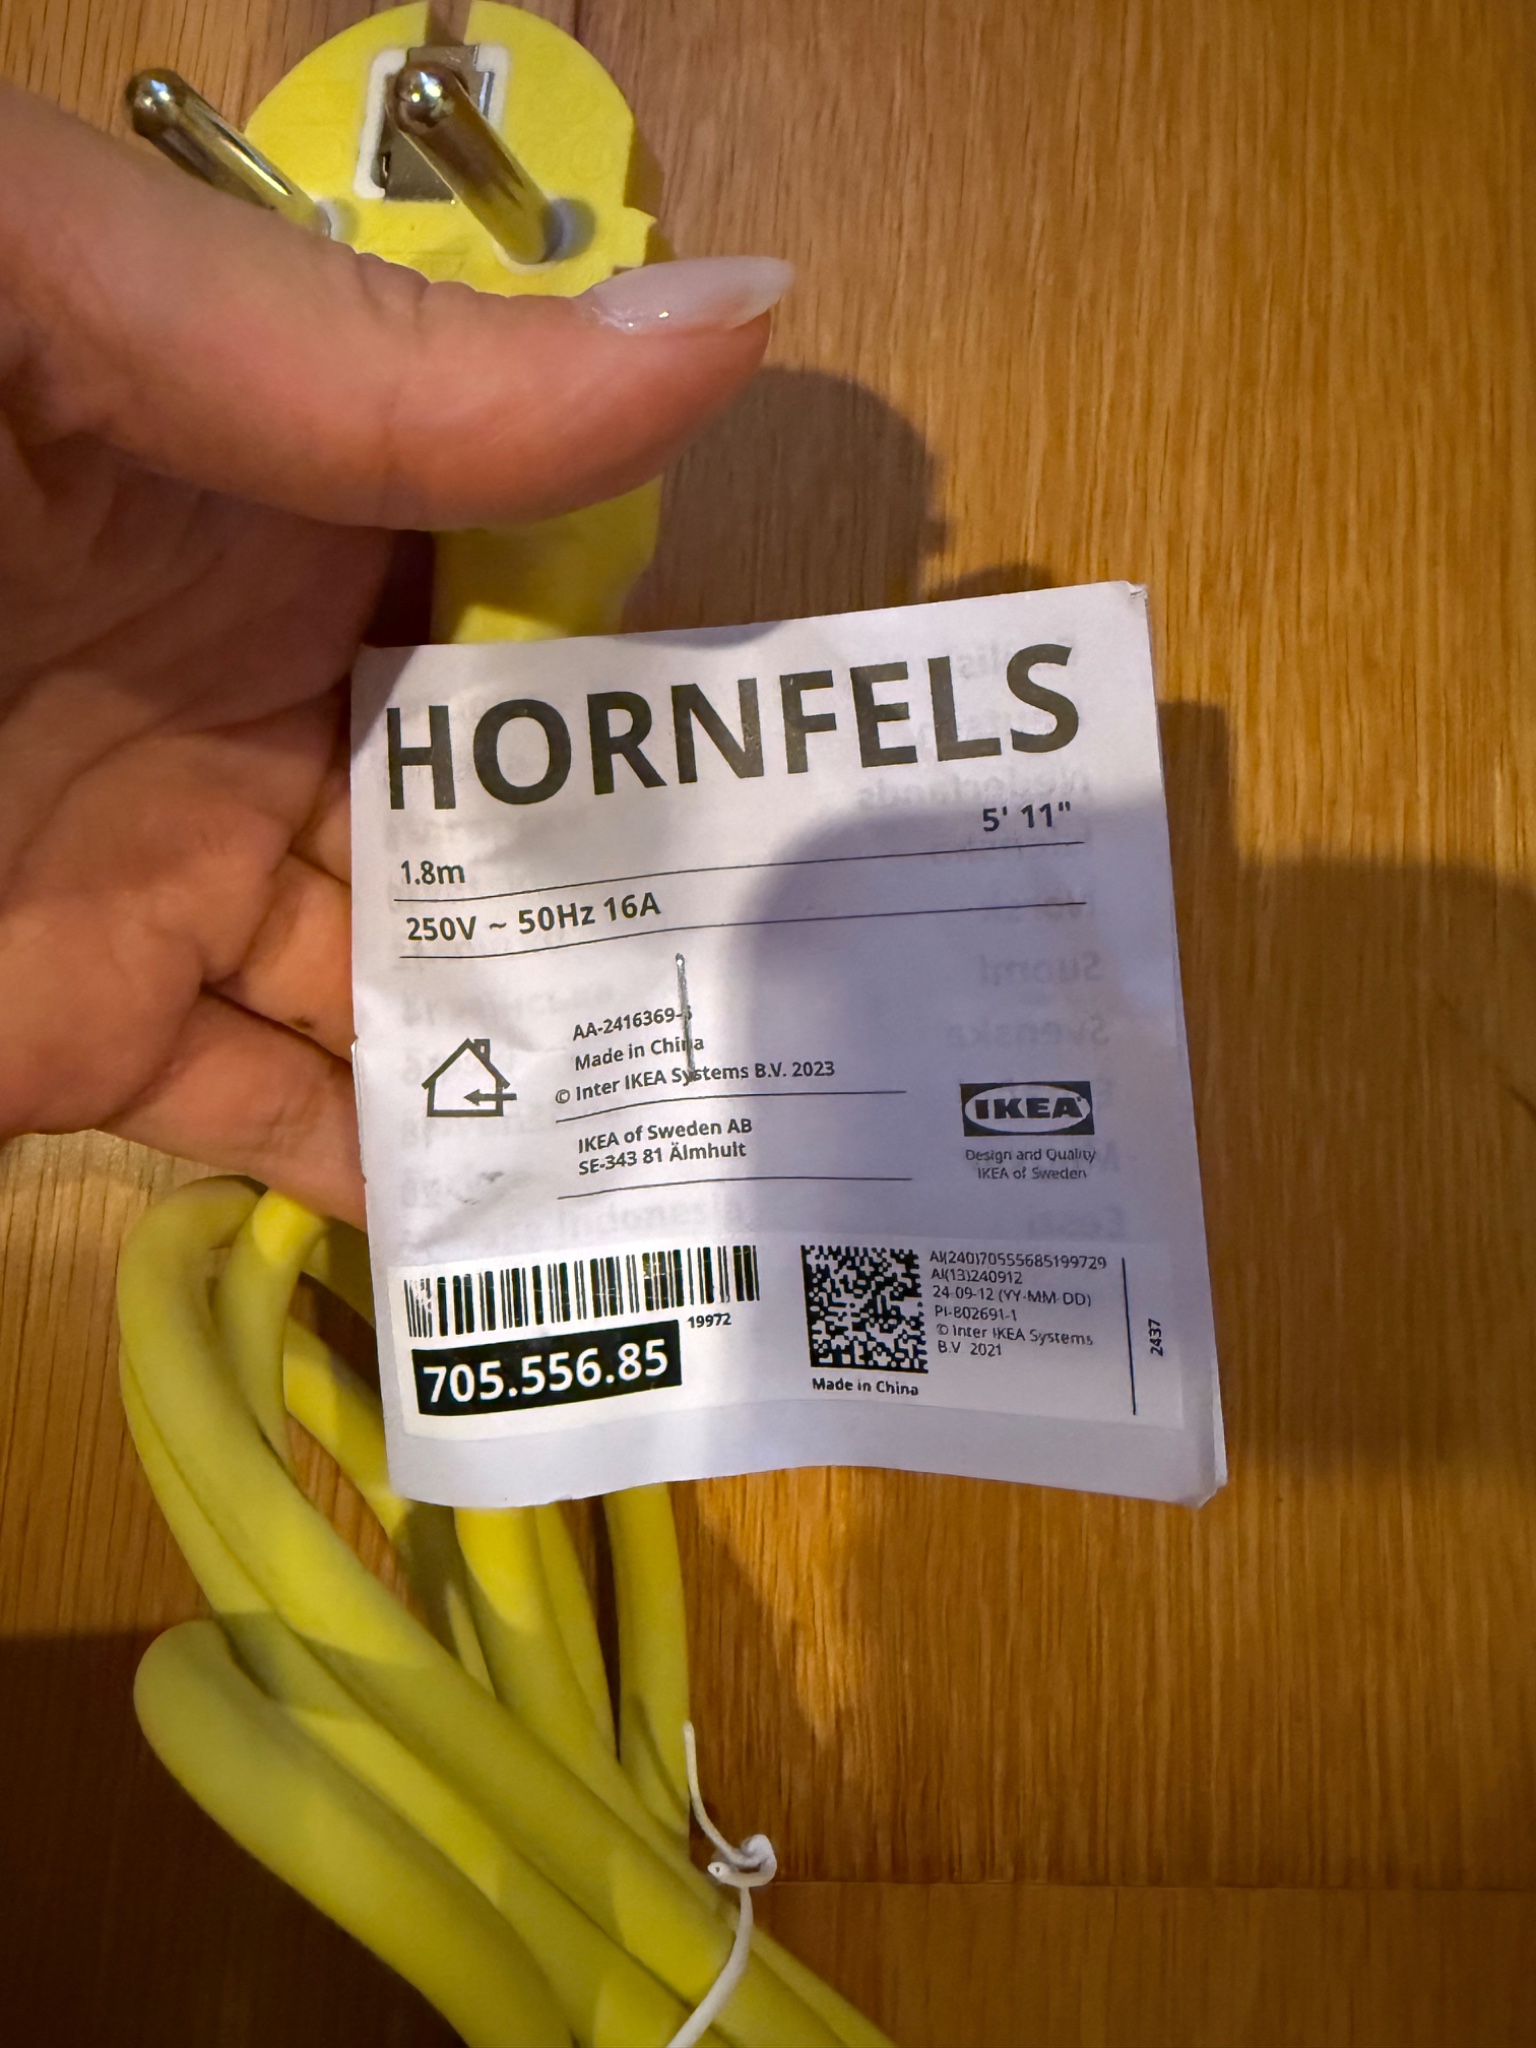 HORNFELS
5' 11"
1.8m
250V ~ 50Hz 16A
AA-2416369-
Made in China
© Inter IKEA Systems B.V. 2023
IKEA of Sweden AB
SE-343 81 Älmhult
IKEA®
Design and Quality
IKEA of Sweden
19972
705.556.85
AI(240)70555685199729
AI(13)240912
24-09-12 (YY-MM-DD)
PI-802691-1
© Inter IKEA Systems
B.V. 2021
Made in China
2437